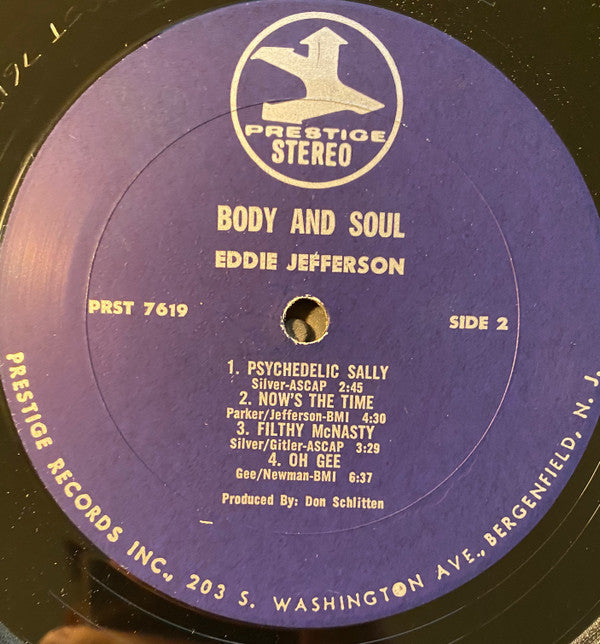 PRESTIGE
STEREO
BODY AND SOUL
EDDIE JEFFERSON
PRST 7619
SIDE 2
1. PSYCHEDELIC SALLY
Silver-ASCAP 2:45
2. NOW'S THE TIME
Parker/Jefferson-BMI 4:30
3. FILTHY McNASTY
Silver/Gitler-ASCAP 3:29
4. OH GEE
Gee/Newman-BMI 6:37
Produced By: Don Schlitten
PRESTIGE RECORDS INC., 203 S. WASHINGTON AVE., BERGENFIELD, N. J.